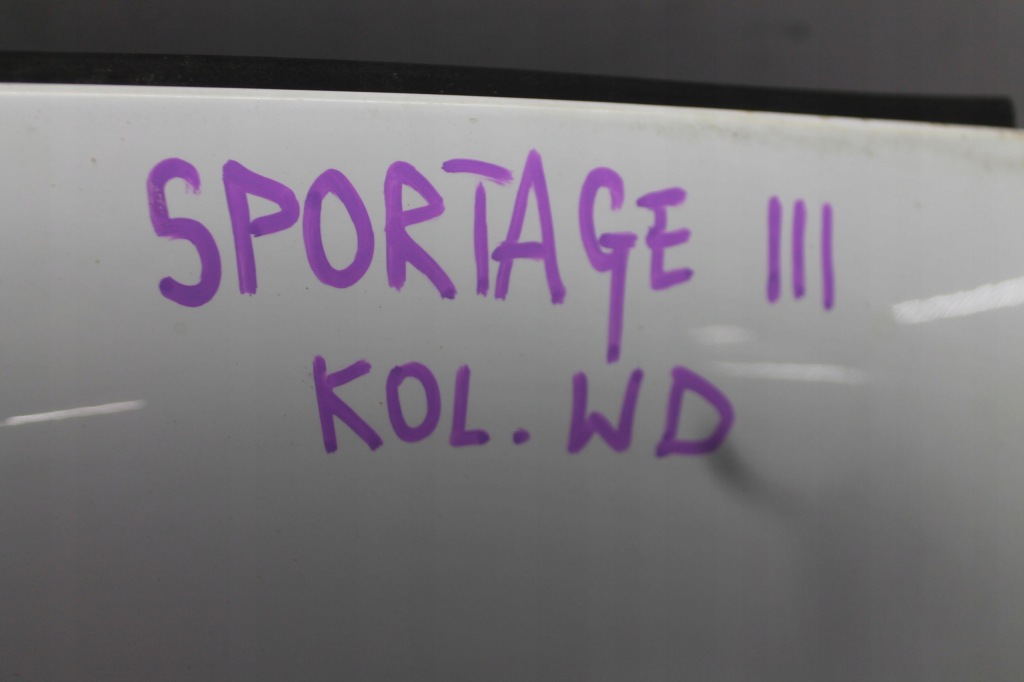 SPORTAGE III
KOL. WD